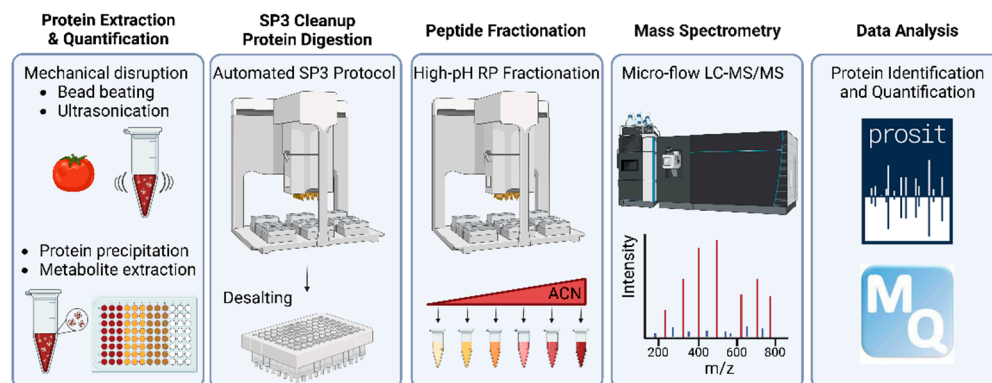 Protein Extraction
& Quantification
Mechanical disruption
• Bead beating
• Ultrasonication
• Protein precipitation
• Metabolite extraction
SP3 Cleanup
Protein Digestion
Automated SP3 Protocol
Desalting
Peptide Fractionation
High-pH RP Fractionation
ACN
Mass Spectrometry
Micro-flow LC-MS/MS
Intensity
200 400 600 800
m/z
Data Analysis
Protein Identification
and Quantification
prosit
MQ